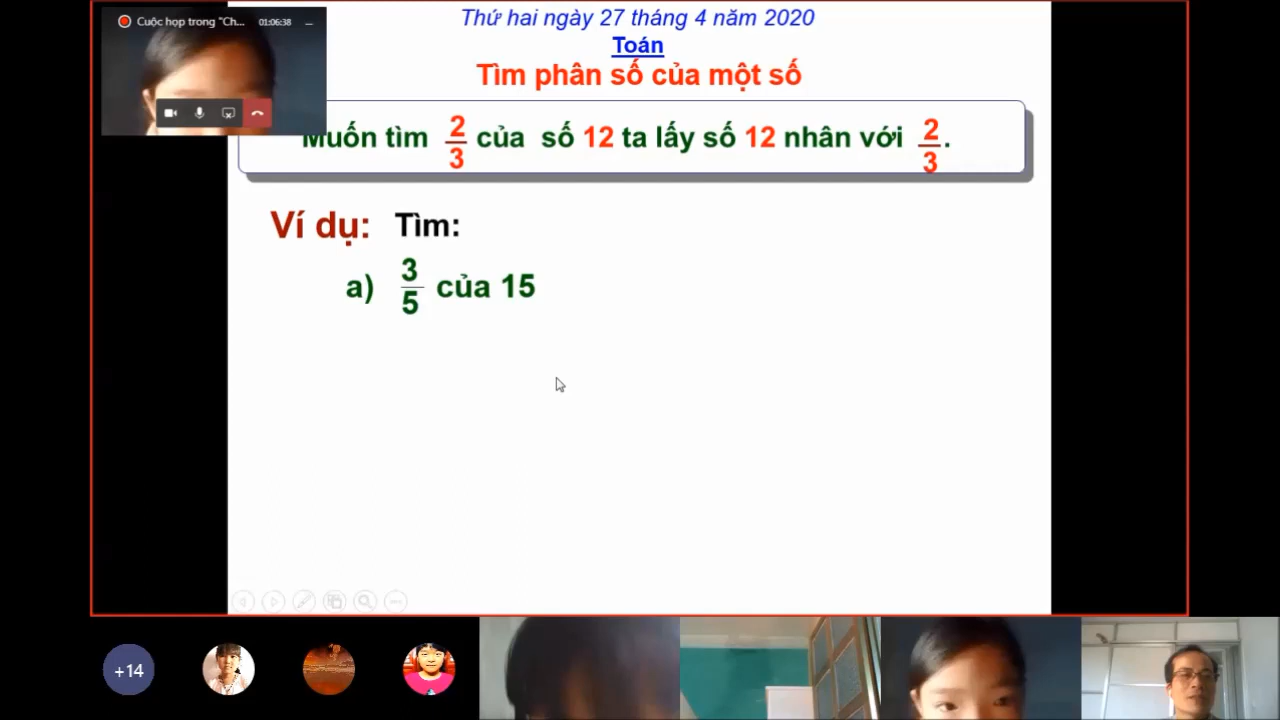 Cuộc họp trong "Ch... 01:06:38
Thứ hai ngày 27 tháng 4 năm 2020
Toán
Tìm phân số của một số
Muốn tìm 2/3 của số 12 ta lấy số 12 nhân với 2/3.
Ví dụ: Tìm:
a) 3/5 của 15
+14